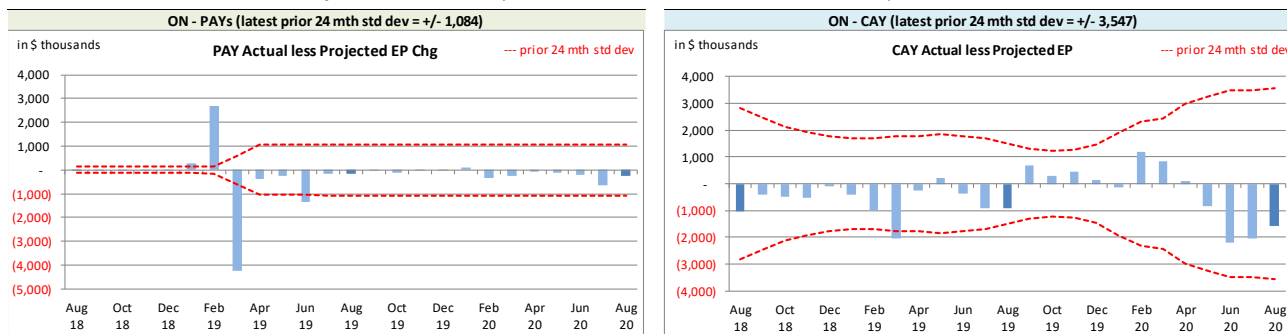 ON - PAYs (latest prior 24 mth std dev = +/- 1,084)
in $ thousands
PAY Actual less Projected EP Chg
--- prior 24 mth std dev
4,000
3,000
2,000
1,000
-
(1,000)
(2,000)
(3,000)
(4,000)
(5,000)
Aug Oct Dec Feb Apr Jun Aug Oct Dec Feb Apr Jun Aug
18 18 18 19 19 19 19 19 19 20 20 20 20
ON - CAY (latest prior 24 mth std dev = +/- 3,547)
in $ thousands
CAY Actual less Projected EP
--- prior 24 mth std dev
4,000
3,000
2,000
1,000
-
(1,000)
(2,000)
(3,000)
(4,000)
Aug Oct Dec Feb Apr Jun Aug Oct Dec Feb Apr Jun Aug
18 18 18 19 19 19 19 19 19 20 20 20 20